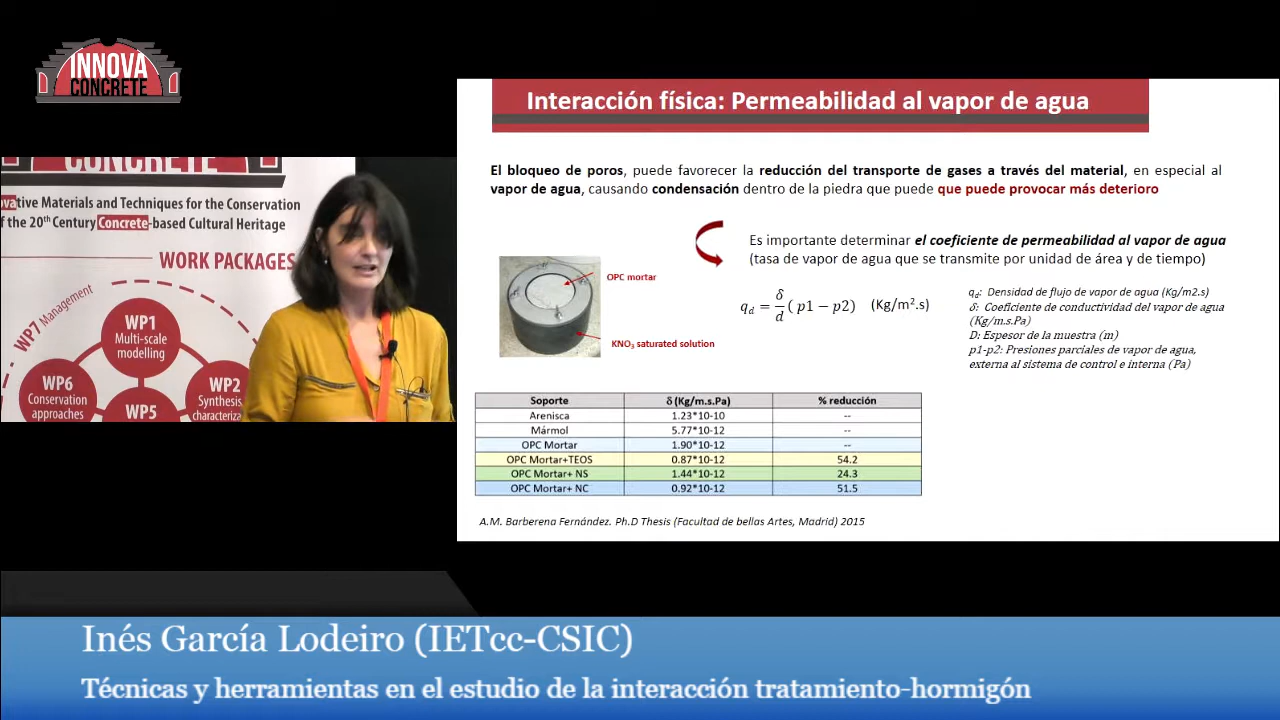 INNOVA
CONCRETE
CONCRETE
ovative Materials and Techniques for the Conservation
of the 20th Century Concrete-based Cultural Heritage
WORK PACKAGES
WP7 Management
WP1
Multi-scale
modelling
WP6
Conservation
approaches
WP2
Synthesis,
characteriza
WP5
Interacción física: Permeabilidad al vapor de agua
El bloqueo de poros, puede favorecer la reducción del transporte de gases a través del material, en especial al
vapor de agua, causando condensación dentro de la piedra que puede que puede provocar más deterioro
Es importante determinar el coeficiente de permeabilidad al vapor de agua
(tasa de vapor de agua que se transmite por unidad de área y de tiempo)
OPC mortar
KNO3 saturated solution
qd = δ/d ( p1 − p2) (Kg/m².s)
qd: Densidad de flujo de vapor de agua (Kg/m2.s)
δ: Coeficiente de conductividad del vapor de agua
(Kg/m.s.Pa)
D: Espesor de la muestra (m)
p1-p2: Presiones parciales de vapor de agua,
externa al sistema de control e interna (Pa)
Soporte δ (Kg/m.s.Pa) % reducción
Arenisca 1.23*10-10 --
Mármol 5.77*10-12 --
OPC Mortar 1.90*10-12 --
OPC Mortar+TEOS 0.87*10-12 54.2
OPC Mortar+ NS 1.44*10-12 24.3
OPC Mortar+ NC 0.92*10-12 51.5
A.M. Barberena Fernández. Ph.D Thesis (Facultad de bellas Artes, Madrid) 2015
Inés García Lodeiro (IETcc-CSIC)
Técnicas y herramientas en el estudio de la interacción tratamiento-hormigón